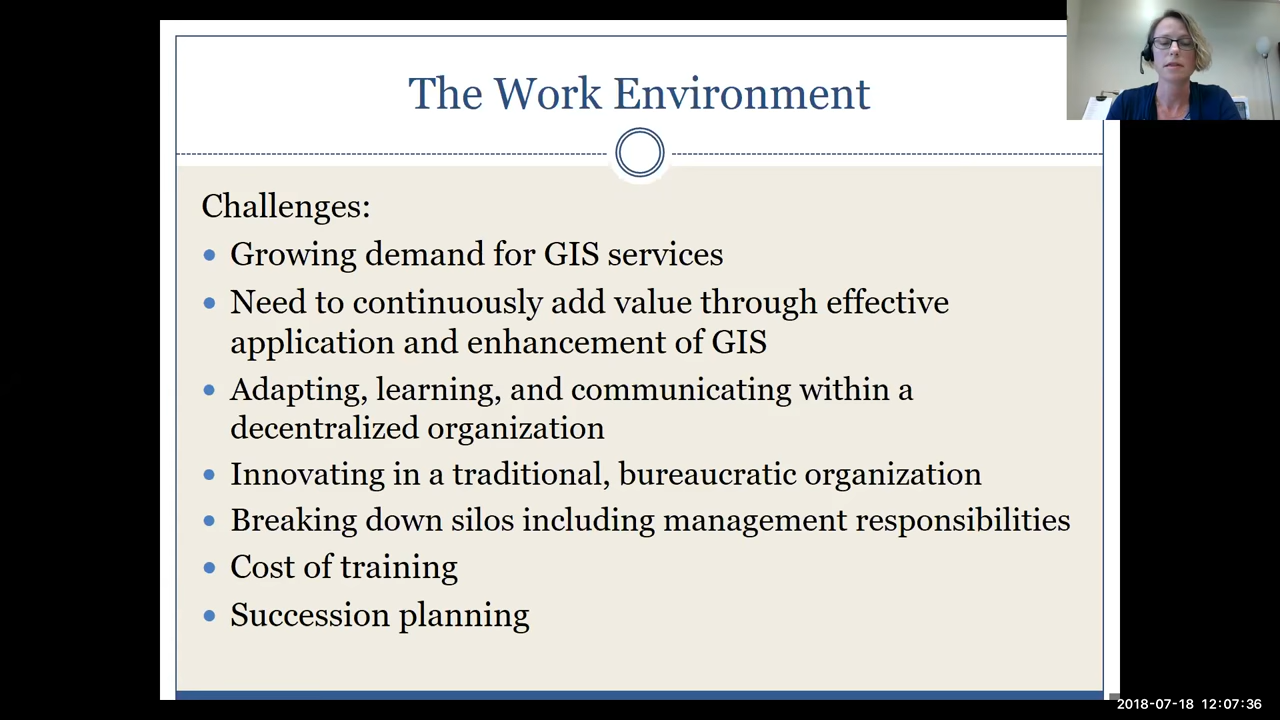 The Work Environment
Challenges:
Growing demand for GIS services
Need to continuously add value through effective
application and enhancement of GIS
Adapting, learning, and communicating within a
decentralized organization
Innovating in a traditional, bureaucratic organization
Breaking down silos including management responsibilities
Cost of training
Succession planning
2018-07-18 12:07:36